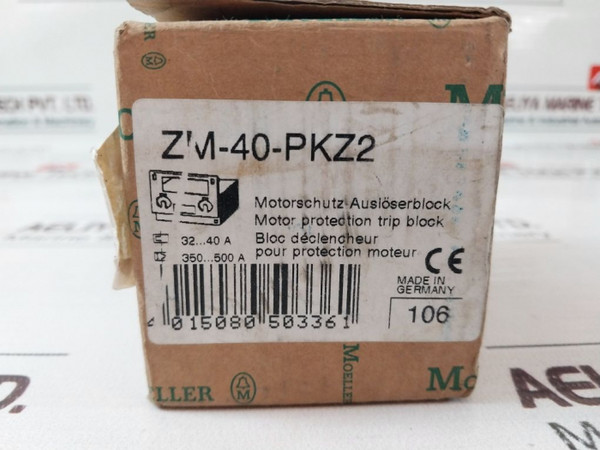 ZM-40-PKZ2
Motorschutz-Auslöserblock
Motor protection trip block
Bloc déclencheur
pour protection moteur
32...40 A
350...500 A
CE
MADE IN
GERMANY
106
4 015080 503361
MOELLER
M